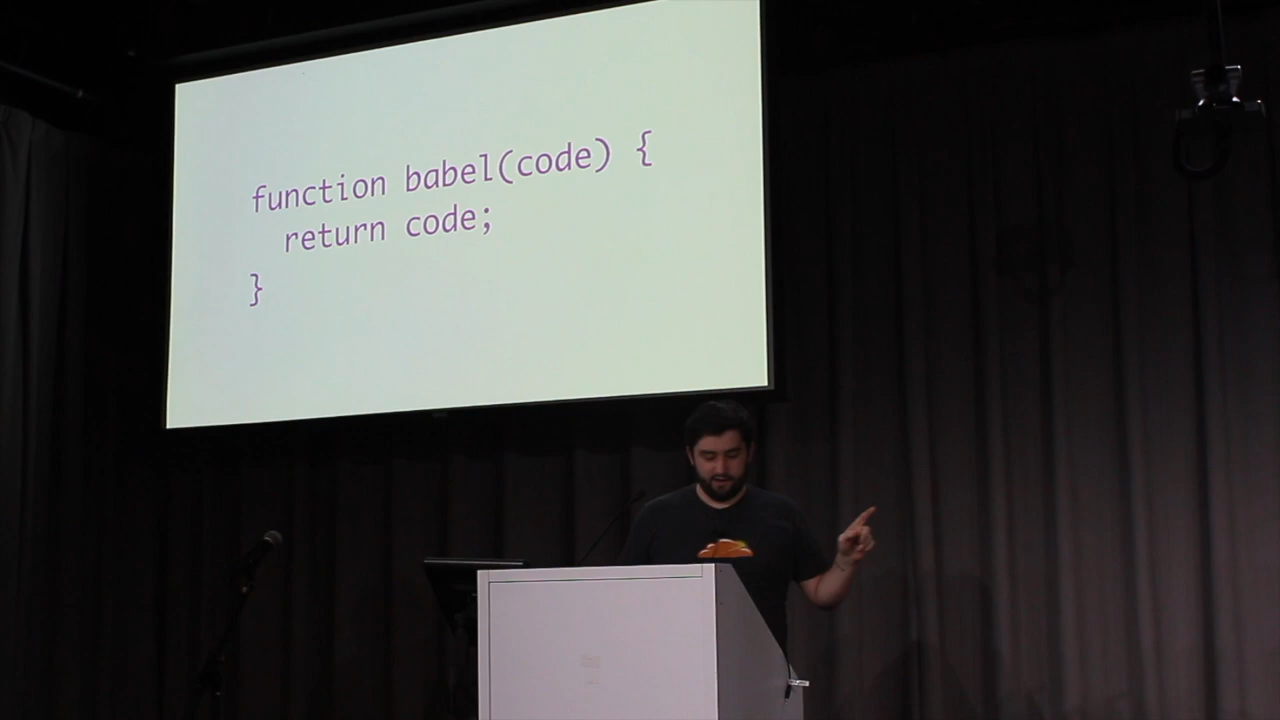 function babel(code) {
return code;
}